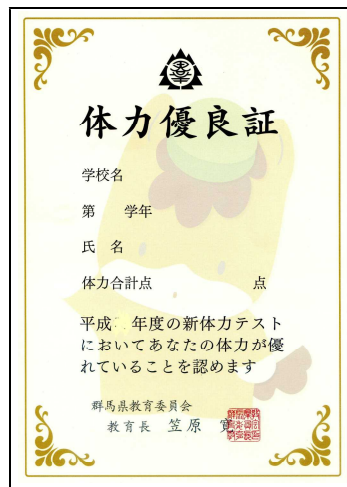 体力優良証
学校名
第　　学年
氏　名
体力合計点　　　　　　点
平成　　年度の新体力テスト
においてあなたの体力が優
れていることを認めます
群馬県教育委員会
教育長　笠原　寛